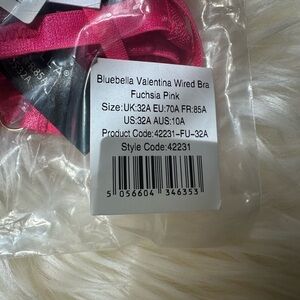 Bluebella Valentina Wired Bra
Fuchsia Pink
Size:UK:32A EU:70A FR:85A
US:32A AUS:10A
Product Code:42231-FU-32A
Style Code:42231
5 056604 346353